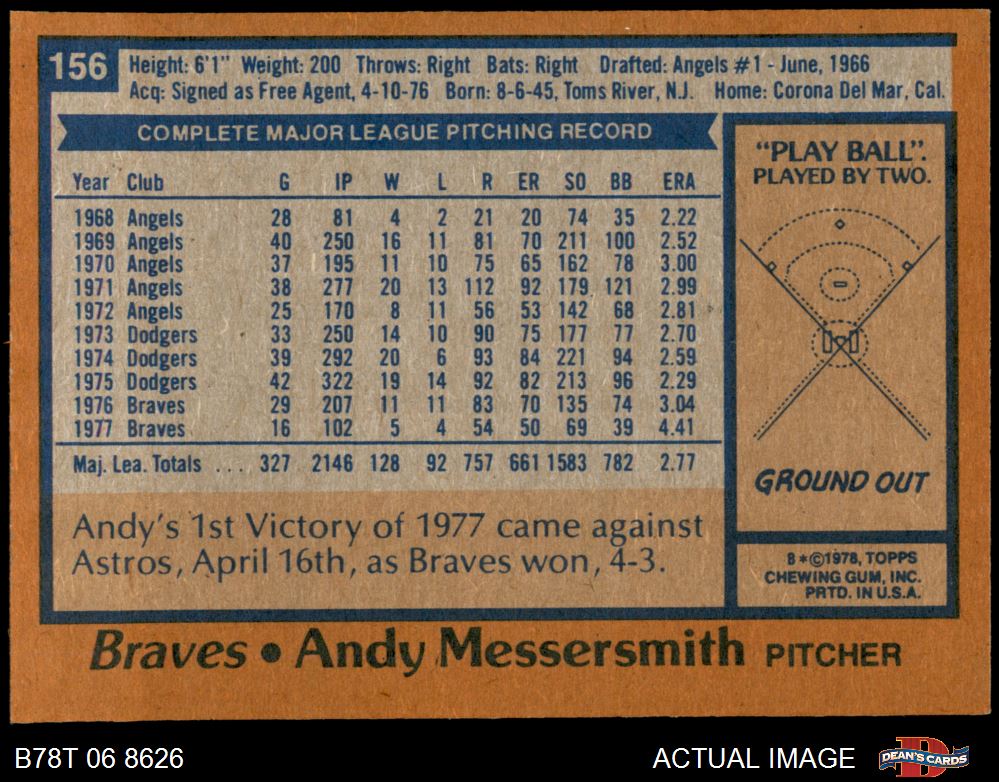 156
Height: 6'1" Weight: 200 Throws: Right Bats: Right Drafted: Angels #1 - June, 1966
Acq: Signed as Free Agent, 4-10-76 Born: 8-6-45, Toms River, N.J. Home: Corona Del Mar, Cal.
COMPLETE MAJOR LEAGUE PITCHING RECORD
Year Club G IP W L R ER SO BB ERA
1968 Angels 28 81 4 2 21 20 74 35 2.22
1969 Angels 40 250 16 11 81 70 211 100 2.52
1970 Angels 37 195 11 10 75 65 162 78 3.00
1971 Angels 38 277 20 13 112 92 179 121 2.99
1972 Angels 25 170 8 11 56 53 142 68 2.81
1973 Dodgers 33 250 14 10 90 75 177 77 2.70
1974 Dodgers 39 292 20 6 93 84 221 94 2.59
1975 Dodgers 42 322 19 14 92 82 213 96 2.29
1976 Braves 29 207 11 11 83 70 135 74 3.04
1977 Braves 16 102 5 4 54 50 69 39 4.41
Maj. Lea. Totals ... 327 2146 128 92 757 661 1583 782 2.77
Andy's 1st Victory of 1977 came against
Astros, April 16th, as Braves won, 4-3.
"PLAY BALL".
PLAYED BY TWO.
GROUND OUT
B*©1978, TOPPS
CHEWING GUM, INC.
PRTD. IN U.S.A.
Braves • Andy Messersmith PITCHER
B78T 06 8626
ACTUAL IMAGE
DEAN'S CARDS